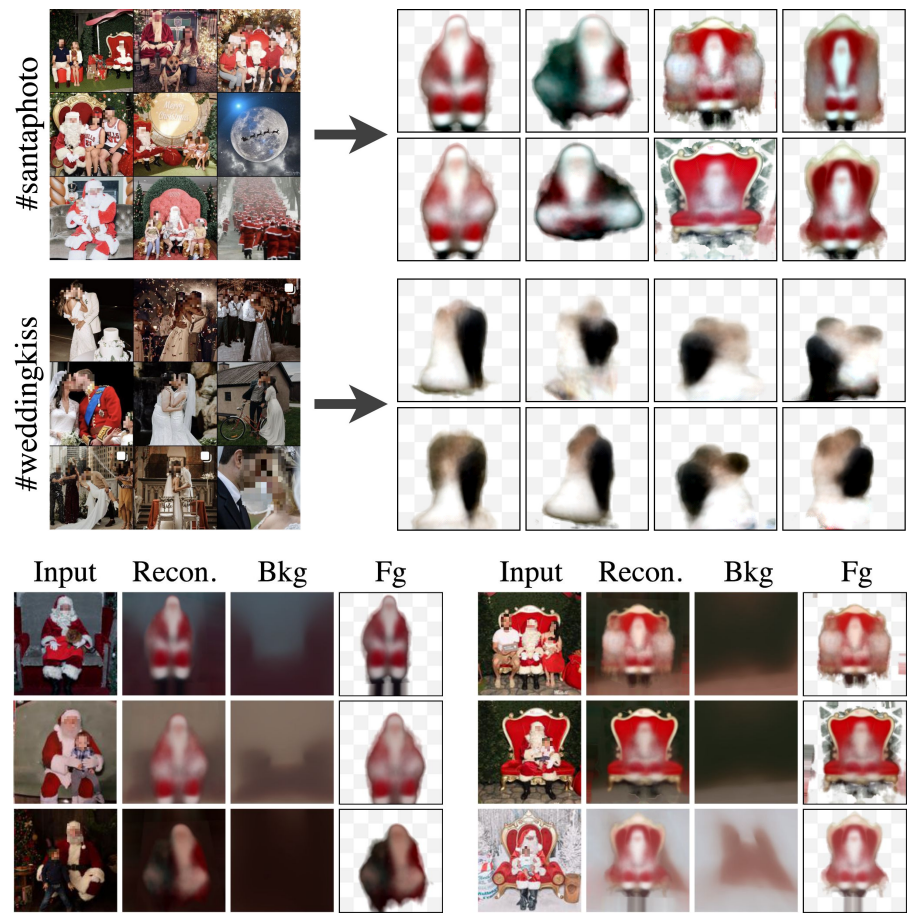 #santaphoto
#weddingkiss
Input Recon. Bkg Fg
Input Recon. Bkg Fg